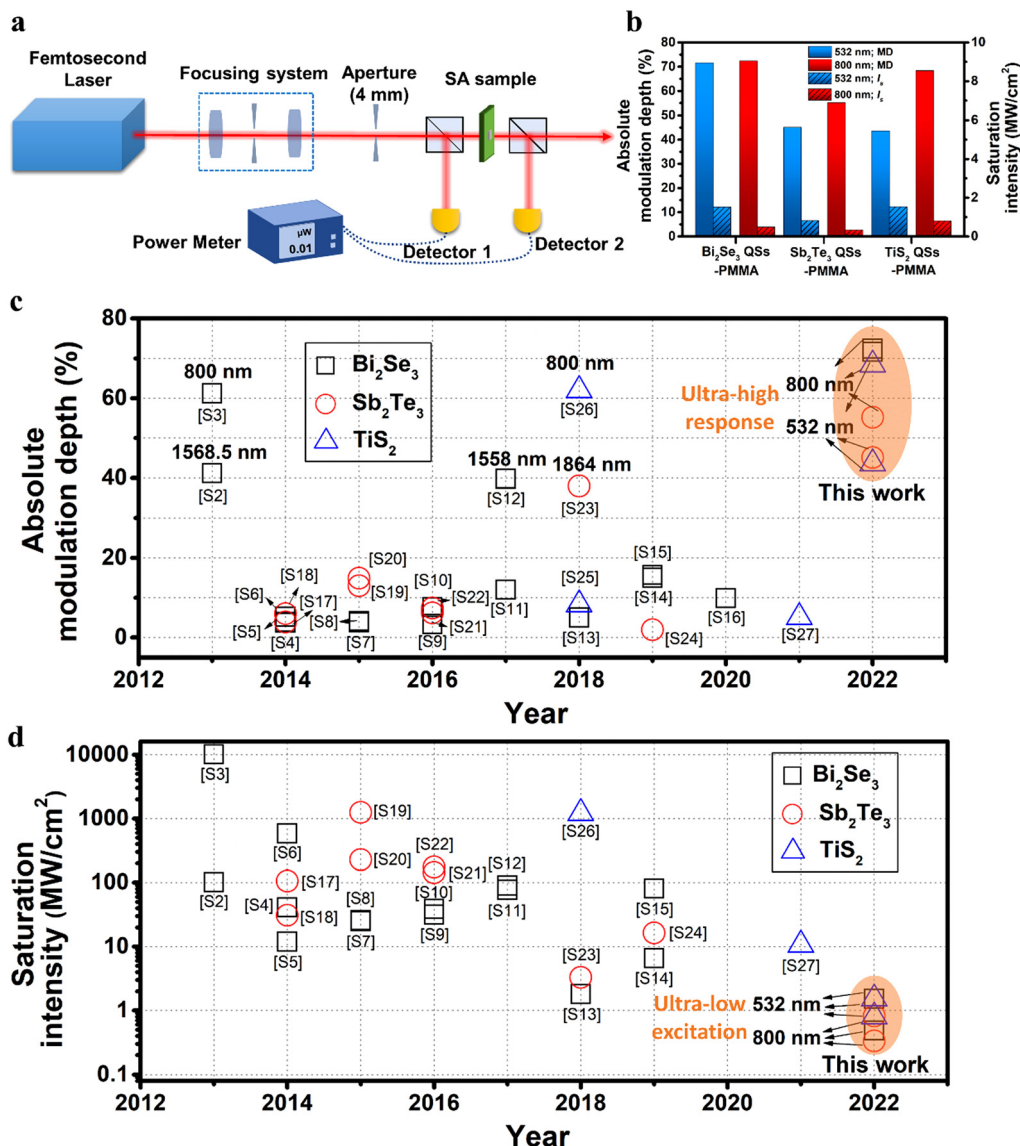 a
Femtosecond
Laser
Focusing system
Aperture
(4 mm)
SA sample
Power Meter
μW
0.01
Detector 1
Detector 2
b
Absolute
modulation depth (%)
80
70
60
50
40
30
20
10
0
532 nm; MD
800 nm; MD
532 nm; Is
800 nm; Is
10
8
6
4
2
0
Saturation
intensity (MW/cm²)
Bi₂Se₃ QSs
-PMMA
Sb₂Te₃ QSs
-PMMA
TiS₂ QSs
-PMMA
c
Absolute
modulation depth (%)
80
60
40
20
0
800 nm
[S3]
1568.5 nm
[S2]
Bi₂Se₃
Sb₂Te₃
TiS₂
800 nm
[S26]
1558 nm
[S12]
1864 nm
[S23]
Ultra-high
response
800 nm
532 nm
This work
[S6]
[S18]
[S17]
[S5]
[S4]
[S20]
[S19]
[S8]
[S7]
[S10]
[S22]
[S21]
[S9]
[S11]
[S25]
[S13]
[S15]
[S14]
[S24]
[S16]
[S27]
2012
2014
2016
2018
2020
2022
Year
d
Saturation
intensity (MW/cm²)
10000
1000
100
10
1
0.1
[S3]
[S2]
[S6]
[S17]
[S4]
[S18]
[S5]
[S19]
[S20]
[S8]
[S7]
[S22]
[S21]
[S10]
[S9]
[S12]
[S11]
[S26]
[S23]
[S13]
[S15]
[S24]
[S14]
[S27]
Bi₂Se₃
Sb₂Te₃
TiS₂
Ultra-low
excitation
532 nm
800 nm
This work
2012
2014
2016
2018
2020
2022
Year